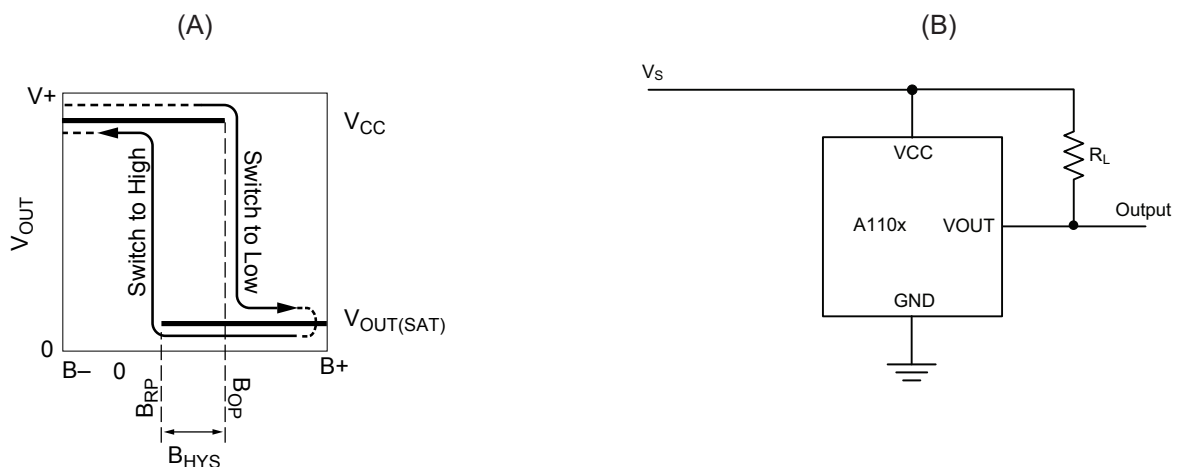 (A)
(B)
V+
VCC
Switch to High
Switch to Low
VOUT
VOUT(SAT)
0
B– 0 B+
BRP
BOP
BHYS
VS
VCC
RL
A110x VOUT
Output
GND